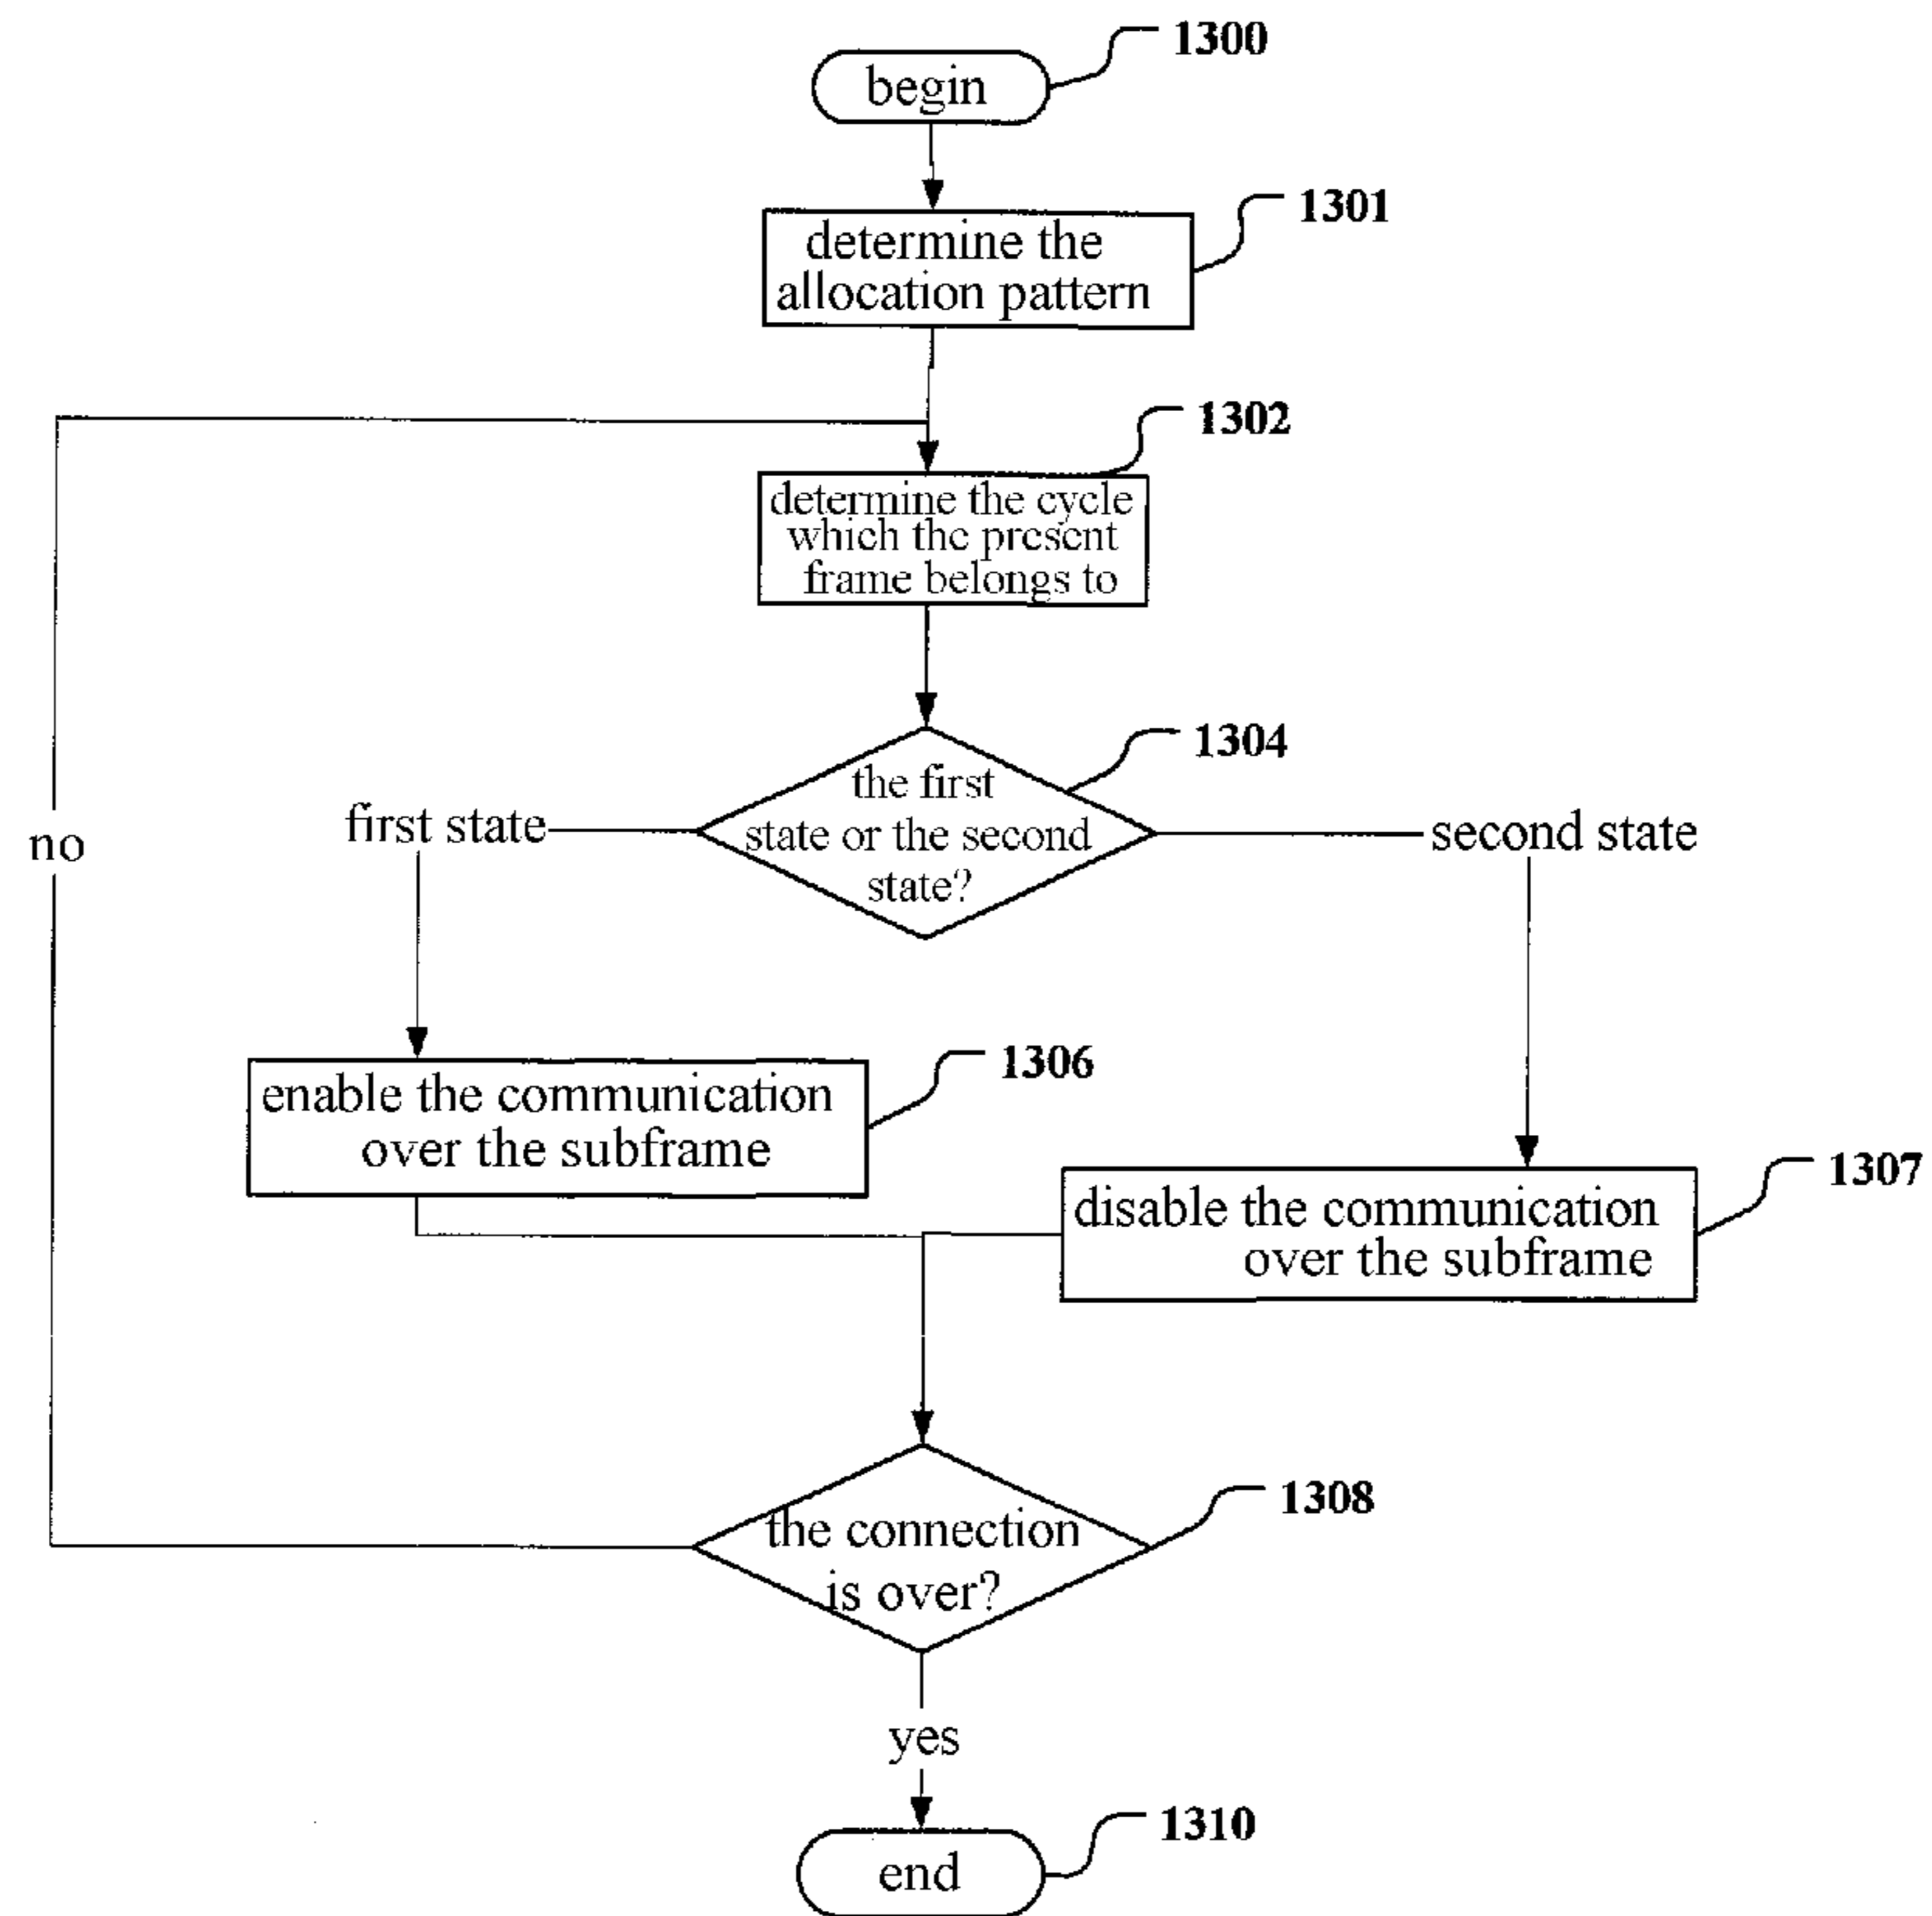 1300
begin
1301
determine the
allocation pattern
1302
determine the cycle
which the present
frame belongs to
1304
the first
state or the second
state?
first state
second state
no
1306
enable the communication
over the subframe
1307
disable the communication
over the subframe
1308
the connection
is over?
yes
1310
end